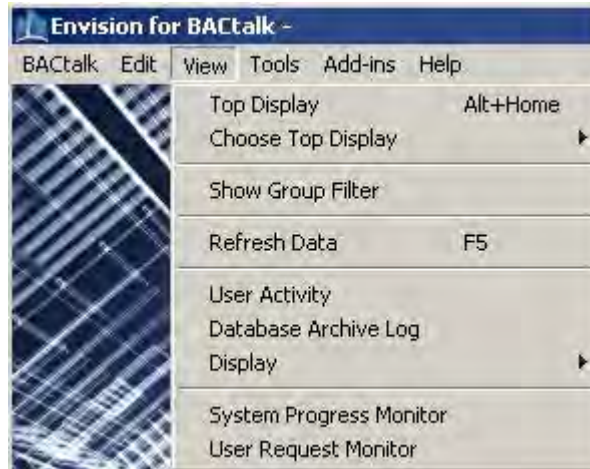 Envision for BACtalk -
BACtalk Edit View Tools Add-ins Help
Top Display Alt+Home
Choose Top Display
Show Group Filter
Refresh Data F5
User Activity
Database Archive Log
Display
System Progress Monitor
User Request Monitor